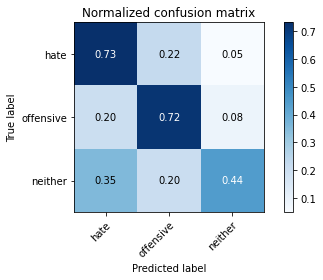 Normalized confusion matrix
True label
hate
offensive
neither
0.73 0.22 0.05
0.20 0.72 0.08
0.35 0.20 0.44
hate
offensive
neither
Predicted label
0.7
0.6
0.5
0.4
0.3
0.2
0.1